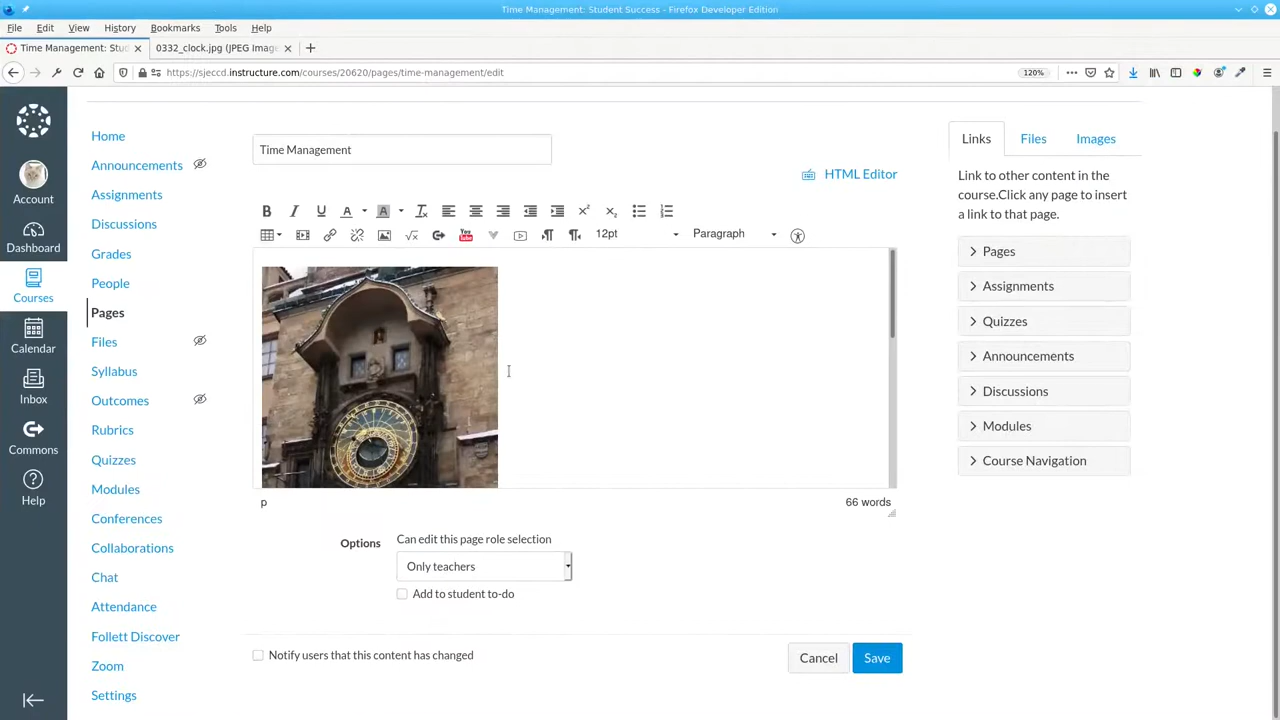 Time Management: Student Success - Firefox Developer Edition
File Edit View History Bookmarks Tools Help
Time Management: Stud
0332_clock.jpg (JPEG Imag
https://sjeccd.instructure.com/courses/20620/pages/time-management/edit
120%
Account
Dashboard
Courses
Calendar
Inbox
Commons
Help
Home
Announcements
Assignments
Discussions
Grades
People
Pages
Files
Syllabus
Outcomes
Rubrics
Quizzes
Modules
Conferences
Collaborations
Chat
Attendance
Follett Discover
Zoom
Settings
Time Management
HTML Editor
B I U A A
12pt
Paragraph
p
66 words
Options
Can edit this page role selection
Only teachers
Add to student to-do
Notify users that this content has changed
Cancel
Save
Links
Files
Images
Link to other content in the
course.Click any page to insert
a link to that page.
Pages
Assignments
Quizzes
Announcements
Discussions
Modules
Course Navigation